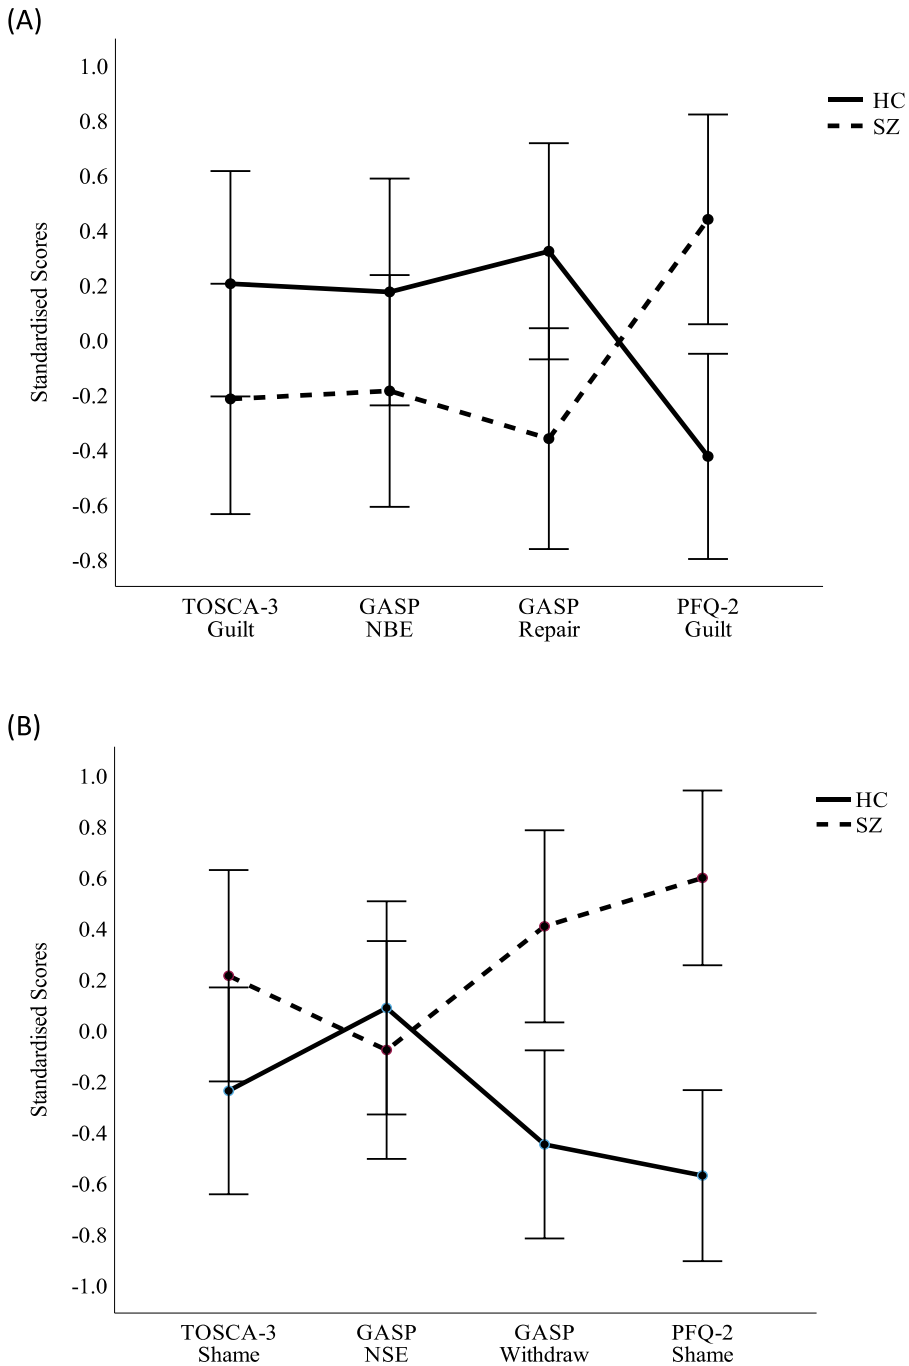 (A)
1.0
0.8
0.6
0.4
0.2
0.0
-0.2
-0.4
-0.6
-0.8
Standardised Scores
HC
SZ
TOSCA-3
Guilt
GASP
NBE
GASP
Repair
PFQ-2
Guilt
(B)
1.0
0.8
0.6
0.4
0.2
0.0
-0.2
-0.4
-0.6
-0.8
-1.0
Standardised Scores
HC
SZ
TOSCA-3
Shame
GASP
NSE
GASP
Withdraw
PFQ-2
Shame